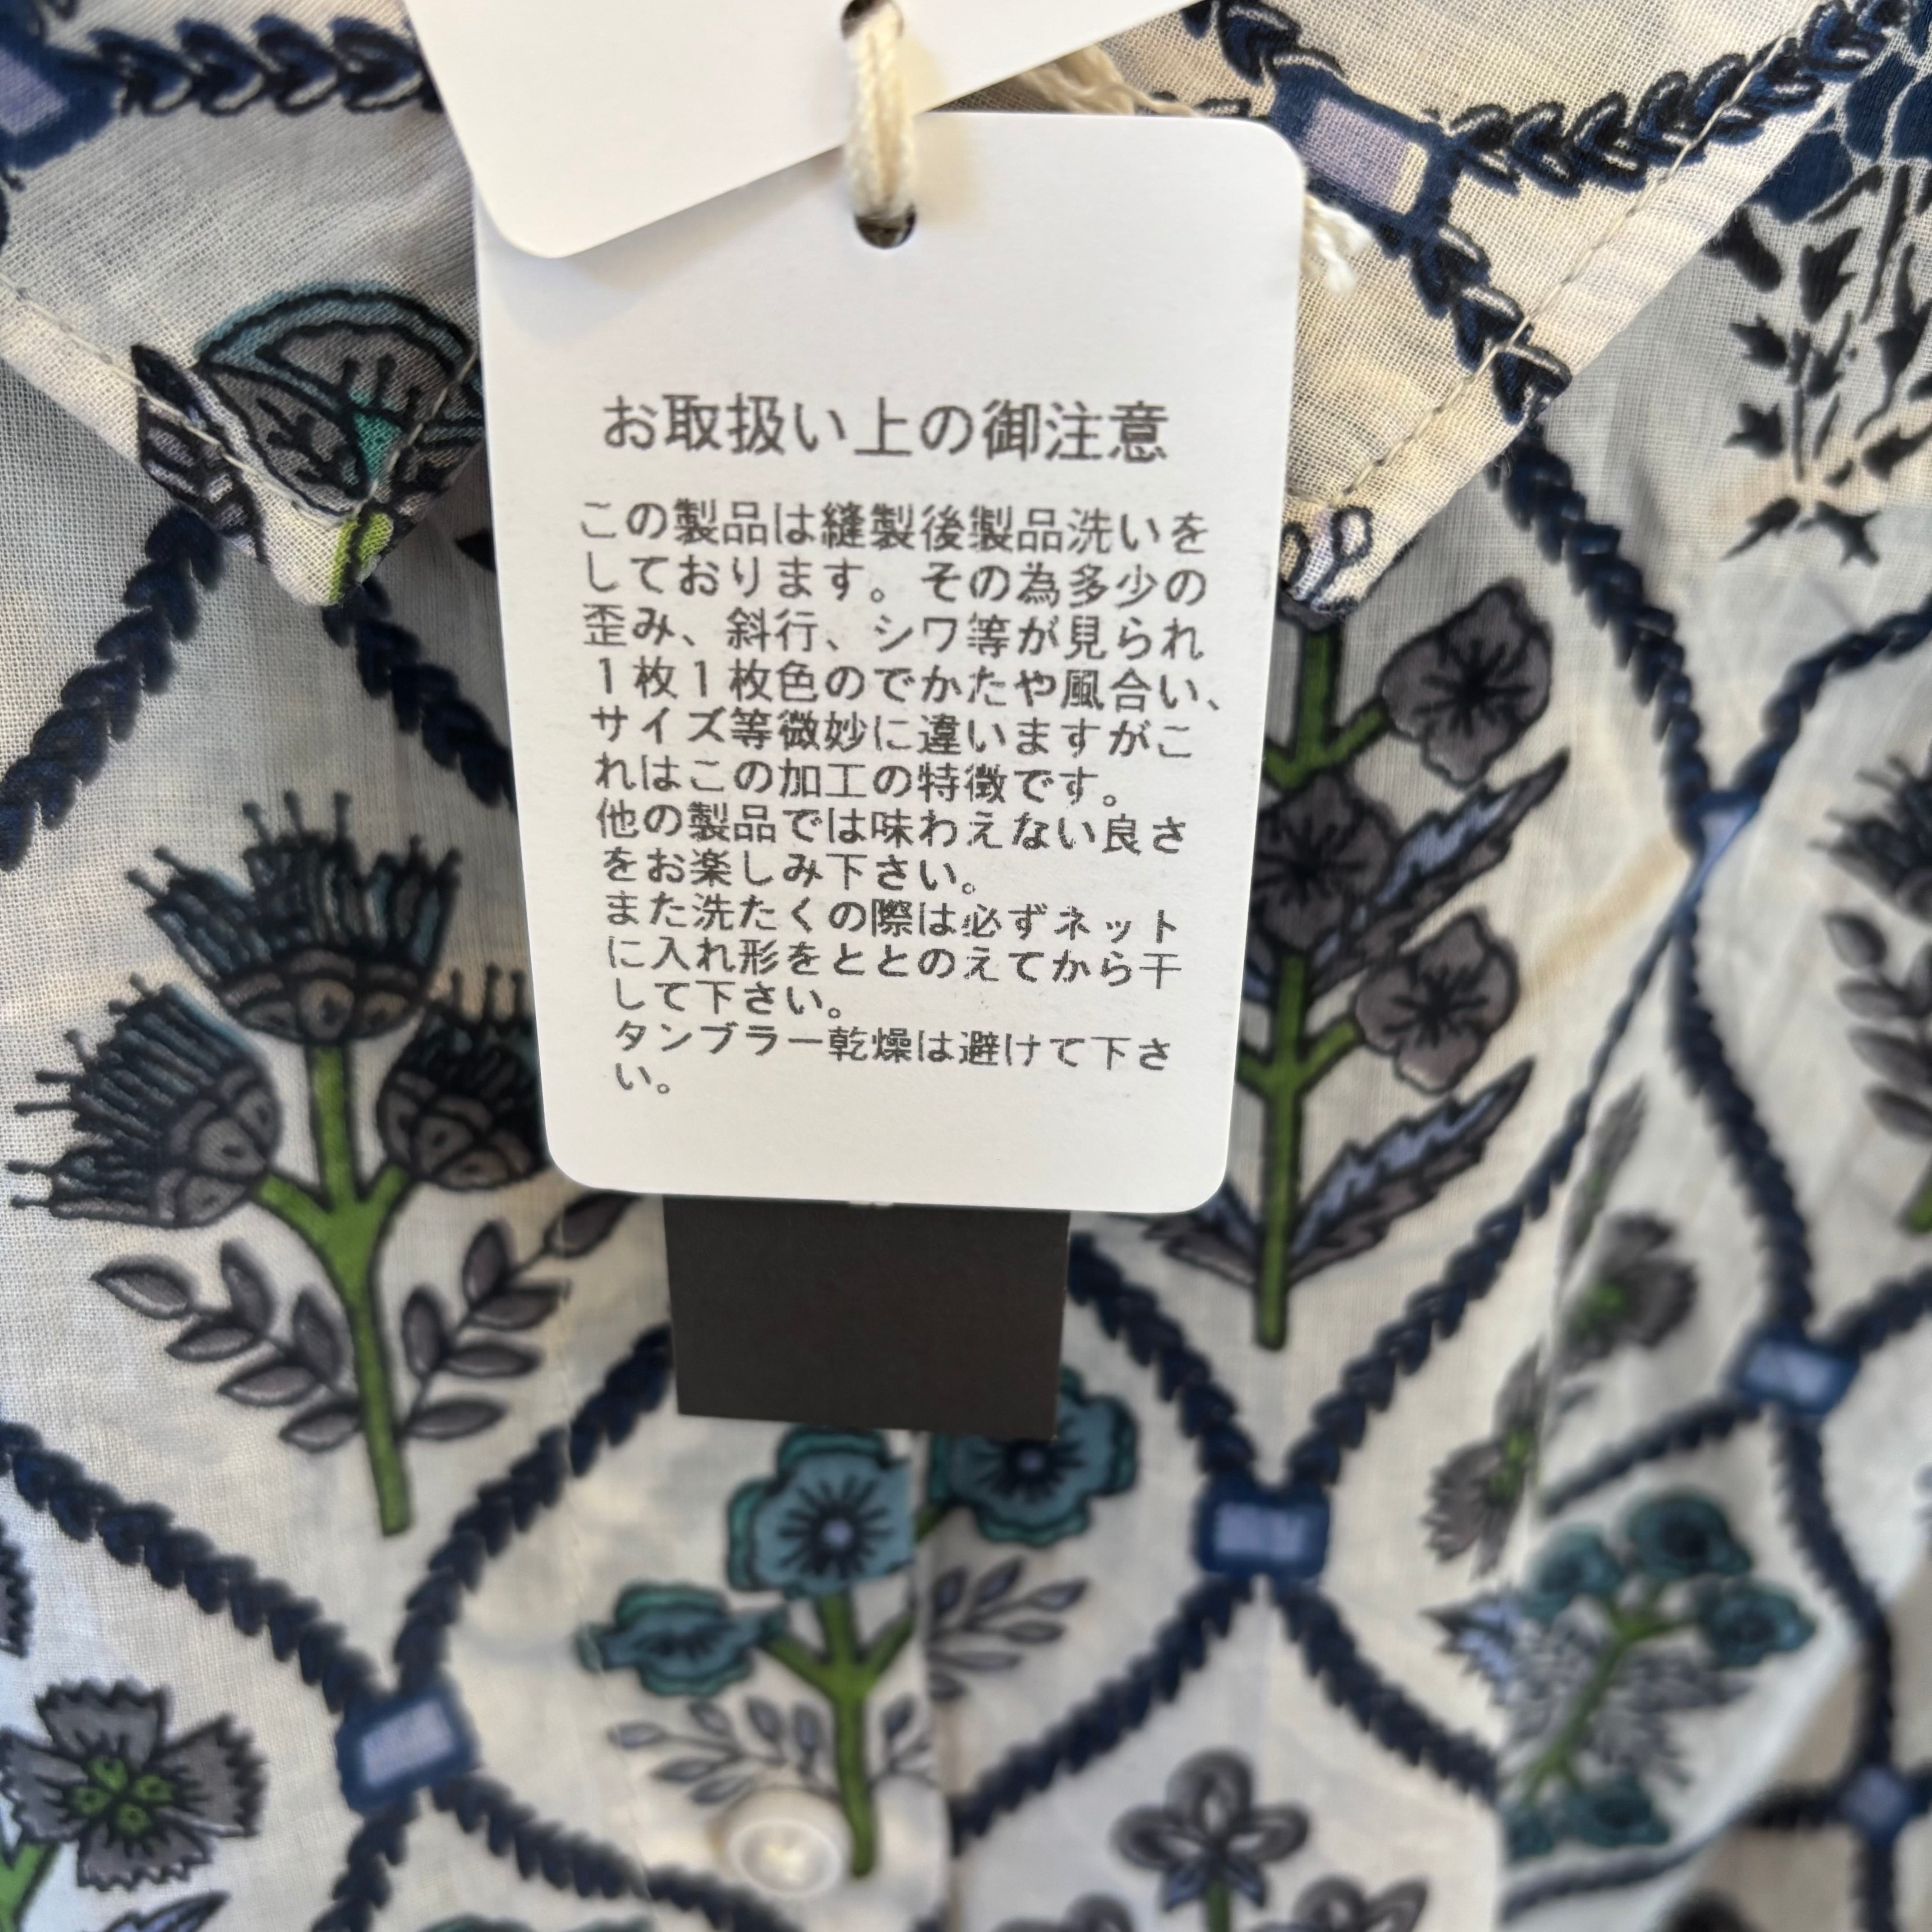 お取扱い上の御注意
この製品は縫製後製品洗いを
しております。その為多少の
歪み、斜行、シワ等が見られ
１枚１枚色のでかたや風合い、
サイズ等微妙に違いますがこ
れはこの加工の特徴です。
他の製品では味わえない良さ
をお楽しみ下さい。
また洗たくの際は必ずネット
に入れ形をととのえてから干
して下さい。
タンブラー乾燥は避けて下さ
い。